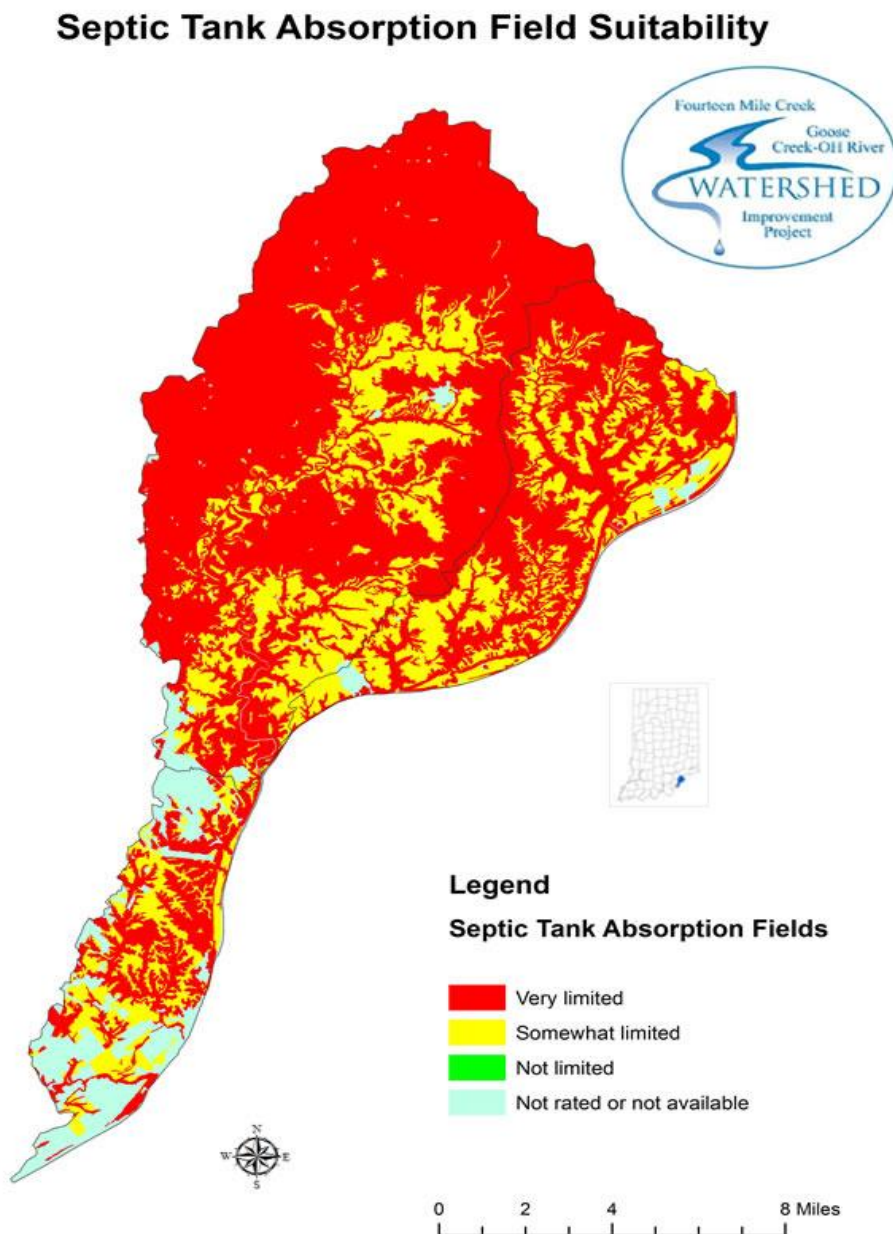 Septic Tank Absorption Field Suitability
Fourteen Mile Creek
Goose
Creek-OH River
WATERSHED
Improvement
Project
Legend
Septic Tank Absorption Fields
Very limited
Somewhat limited
Not limited
Not rated or not available
N
W E
S
0 2 4 8 Miles